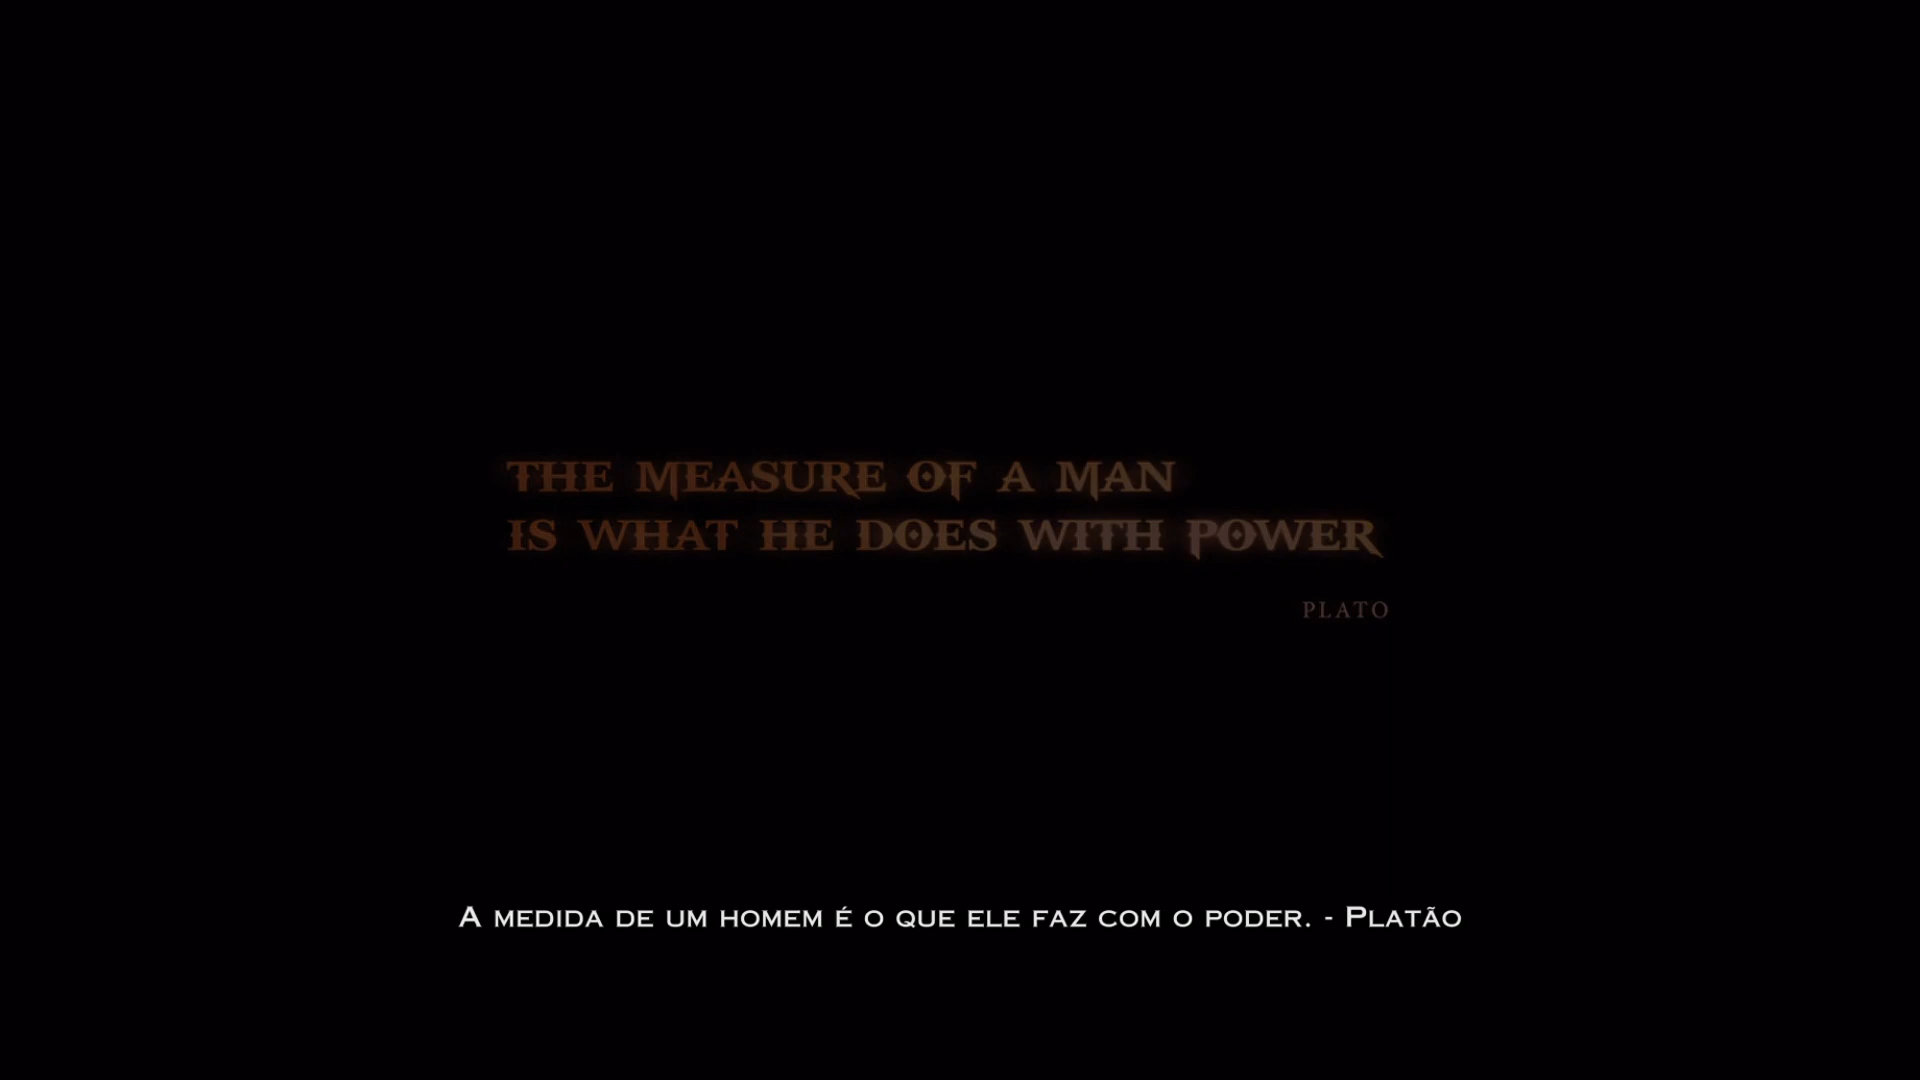 THE MEASURE OF A MAN
IS WHAT HE DOES WITH POWER
PLATO
A MEDIDA DE UM HOMEM É O QUE ELE FAZ COM O PODER. - PLATÃO